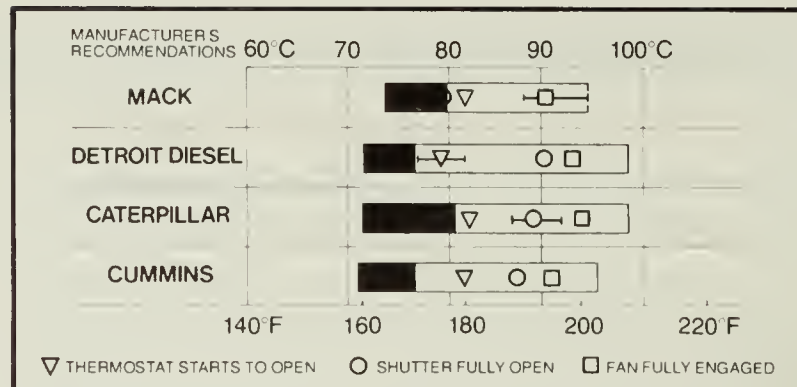 MANUFACTURERS
RECOMMENDATIONS 60°C 70 80 90 100°C
MACK
DETROIT DIESEL
CATERPILLAR
CUMMINS
140°F 160 180 200 220°F
▽ THERMOSTAT STARTS TO OPEN ○ SHUTTER FULLY OPEN □ FAN FULLY ENGAGED